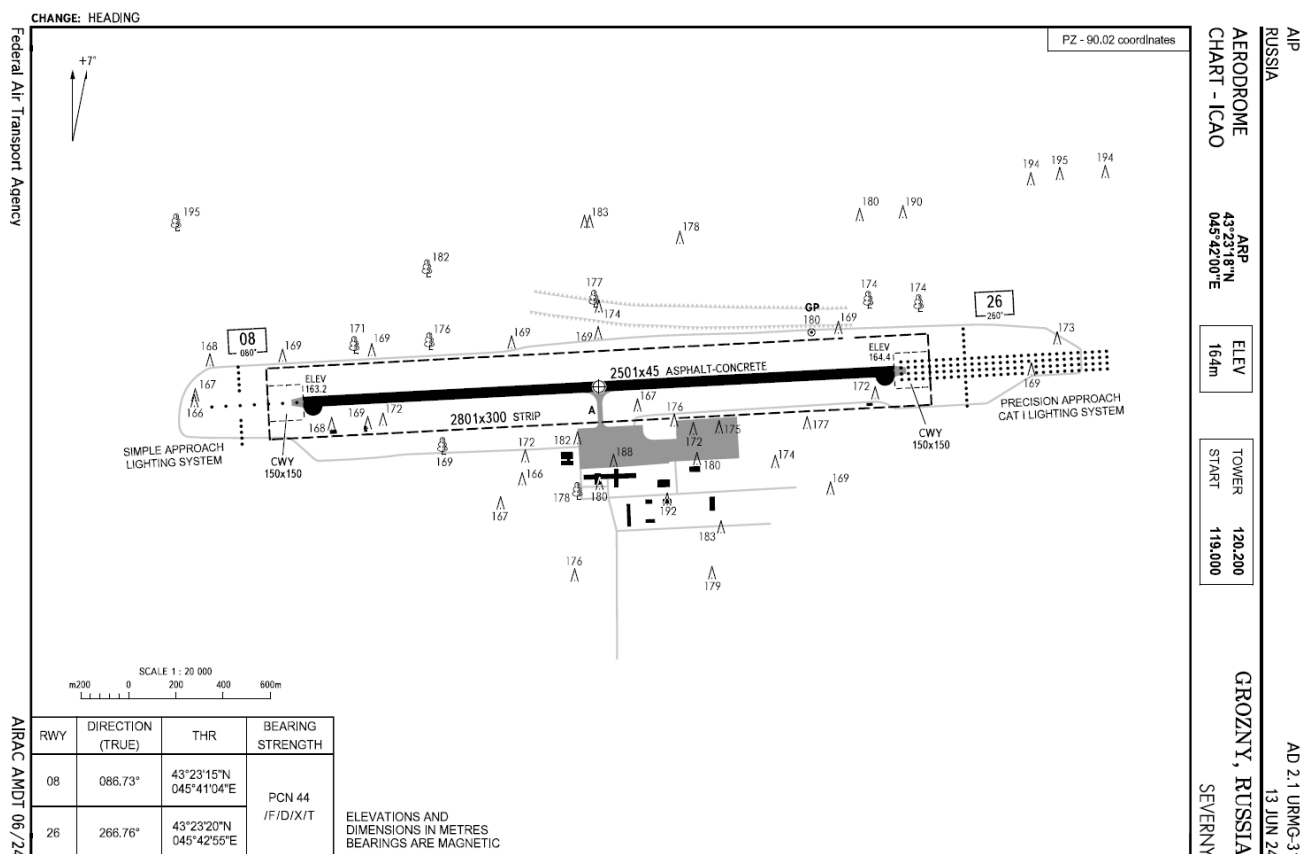 CHANGE: HEADING
Federal Air Transport Agency
AIRAC AMDT 06/24
AIP
RUSSIA
AERODROME
CHART - ICAO
ARP
43°23'18"N
045°42'00"E
ELEV
164m
TOWER 120.200
START 119.000
GROZNY, RUSSIA
SEVERNY
13 JUN 24
PZ - 90.02 coordinates
+7°
194
195
194
195
183
178
180
190
182
177
174
174
174
GP
180
169
26
260°
173
08
080°
168
169
171
169
176
169
169
167
166
ELEV
163.2
ELEV
164.4
2501x45 ASPHALT-CONCRETE
2801x300 STRIP
A
167
172
169
168
169
172
176
175
177
172
CWY
150x150
CWY
150x150
SIMPLE APPROACH
LIGHTING SYSTEM
PRECISION APPROACH
CAT I LIGHTING SYSTEM
169
172
182
188
180
174
166
178
180
169
167
192
183
176
179
SCALE 1 : 20 000
m200 0 200 400 600m
RWY DIRECTION (TRUE) THR BEARING STRENGTH
08 086.73° 43°23'15"N
045°41'04"E
PCN 44
/F/D/X/T
26 266.76° 43°23'20"N
045°42'55"E
ELEVATIONS AND
DIMENSIONS IN METRES
BEARINGS ARE MAGNETIC